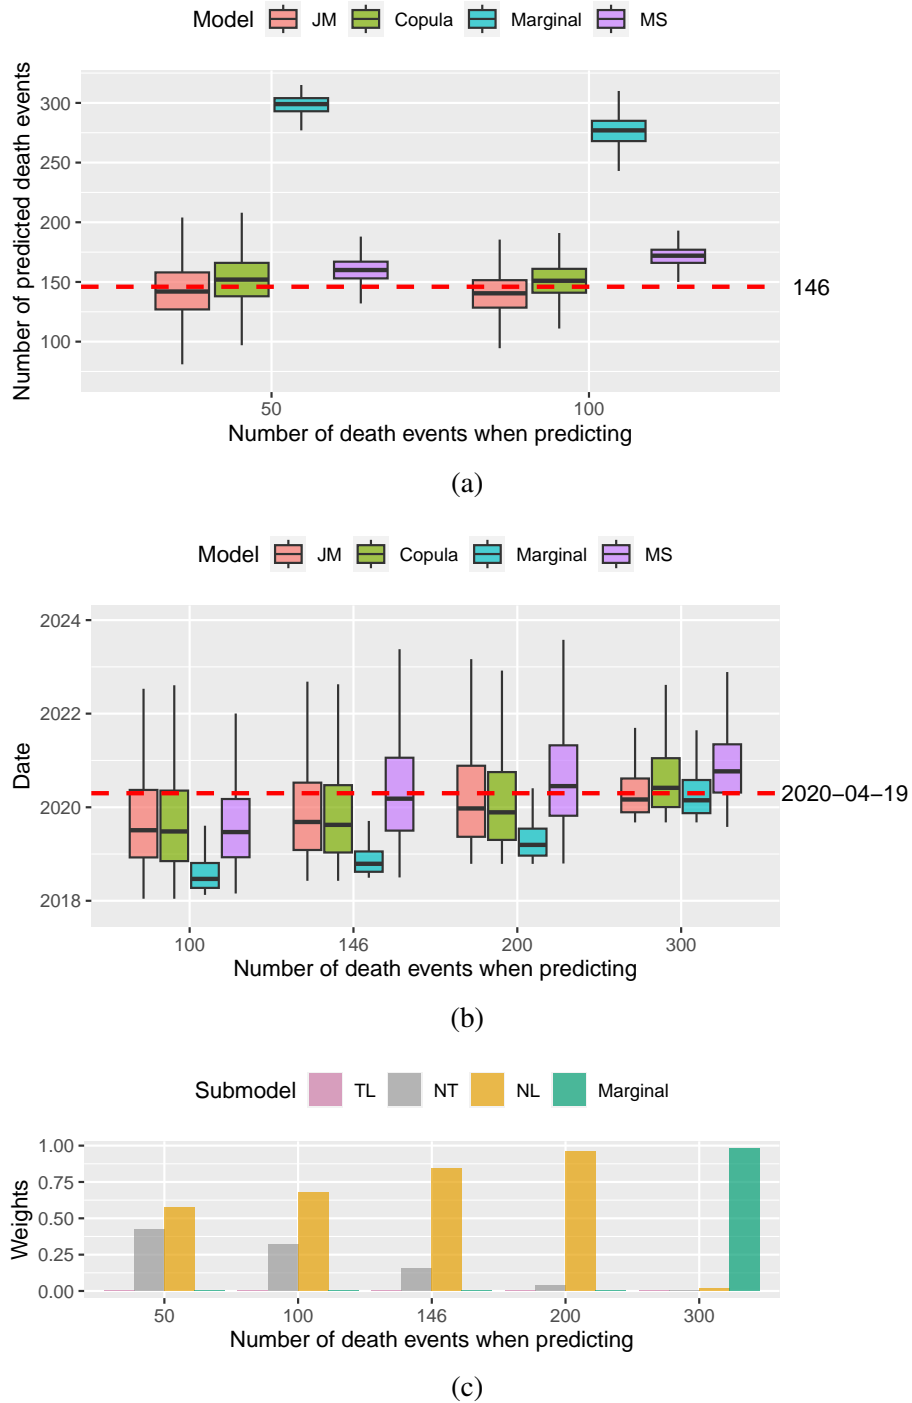 Model JM Copula Marginal MS
Number of predicted death events
300
250
200
150
100
146
50 100
Number of death events when predicting
(a)
Model JM Copula Marginal MS
Date
2024
2022
2020
2018
2020−04−19
100 146 200 300
Number of death events when predicting
(b)
Submodel TL NT NL Marginal
Weights
1.00
0.75
0.50
0.25
0.00
50 100 146 200 300
Number of death events when predicting
(c)